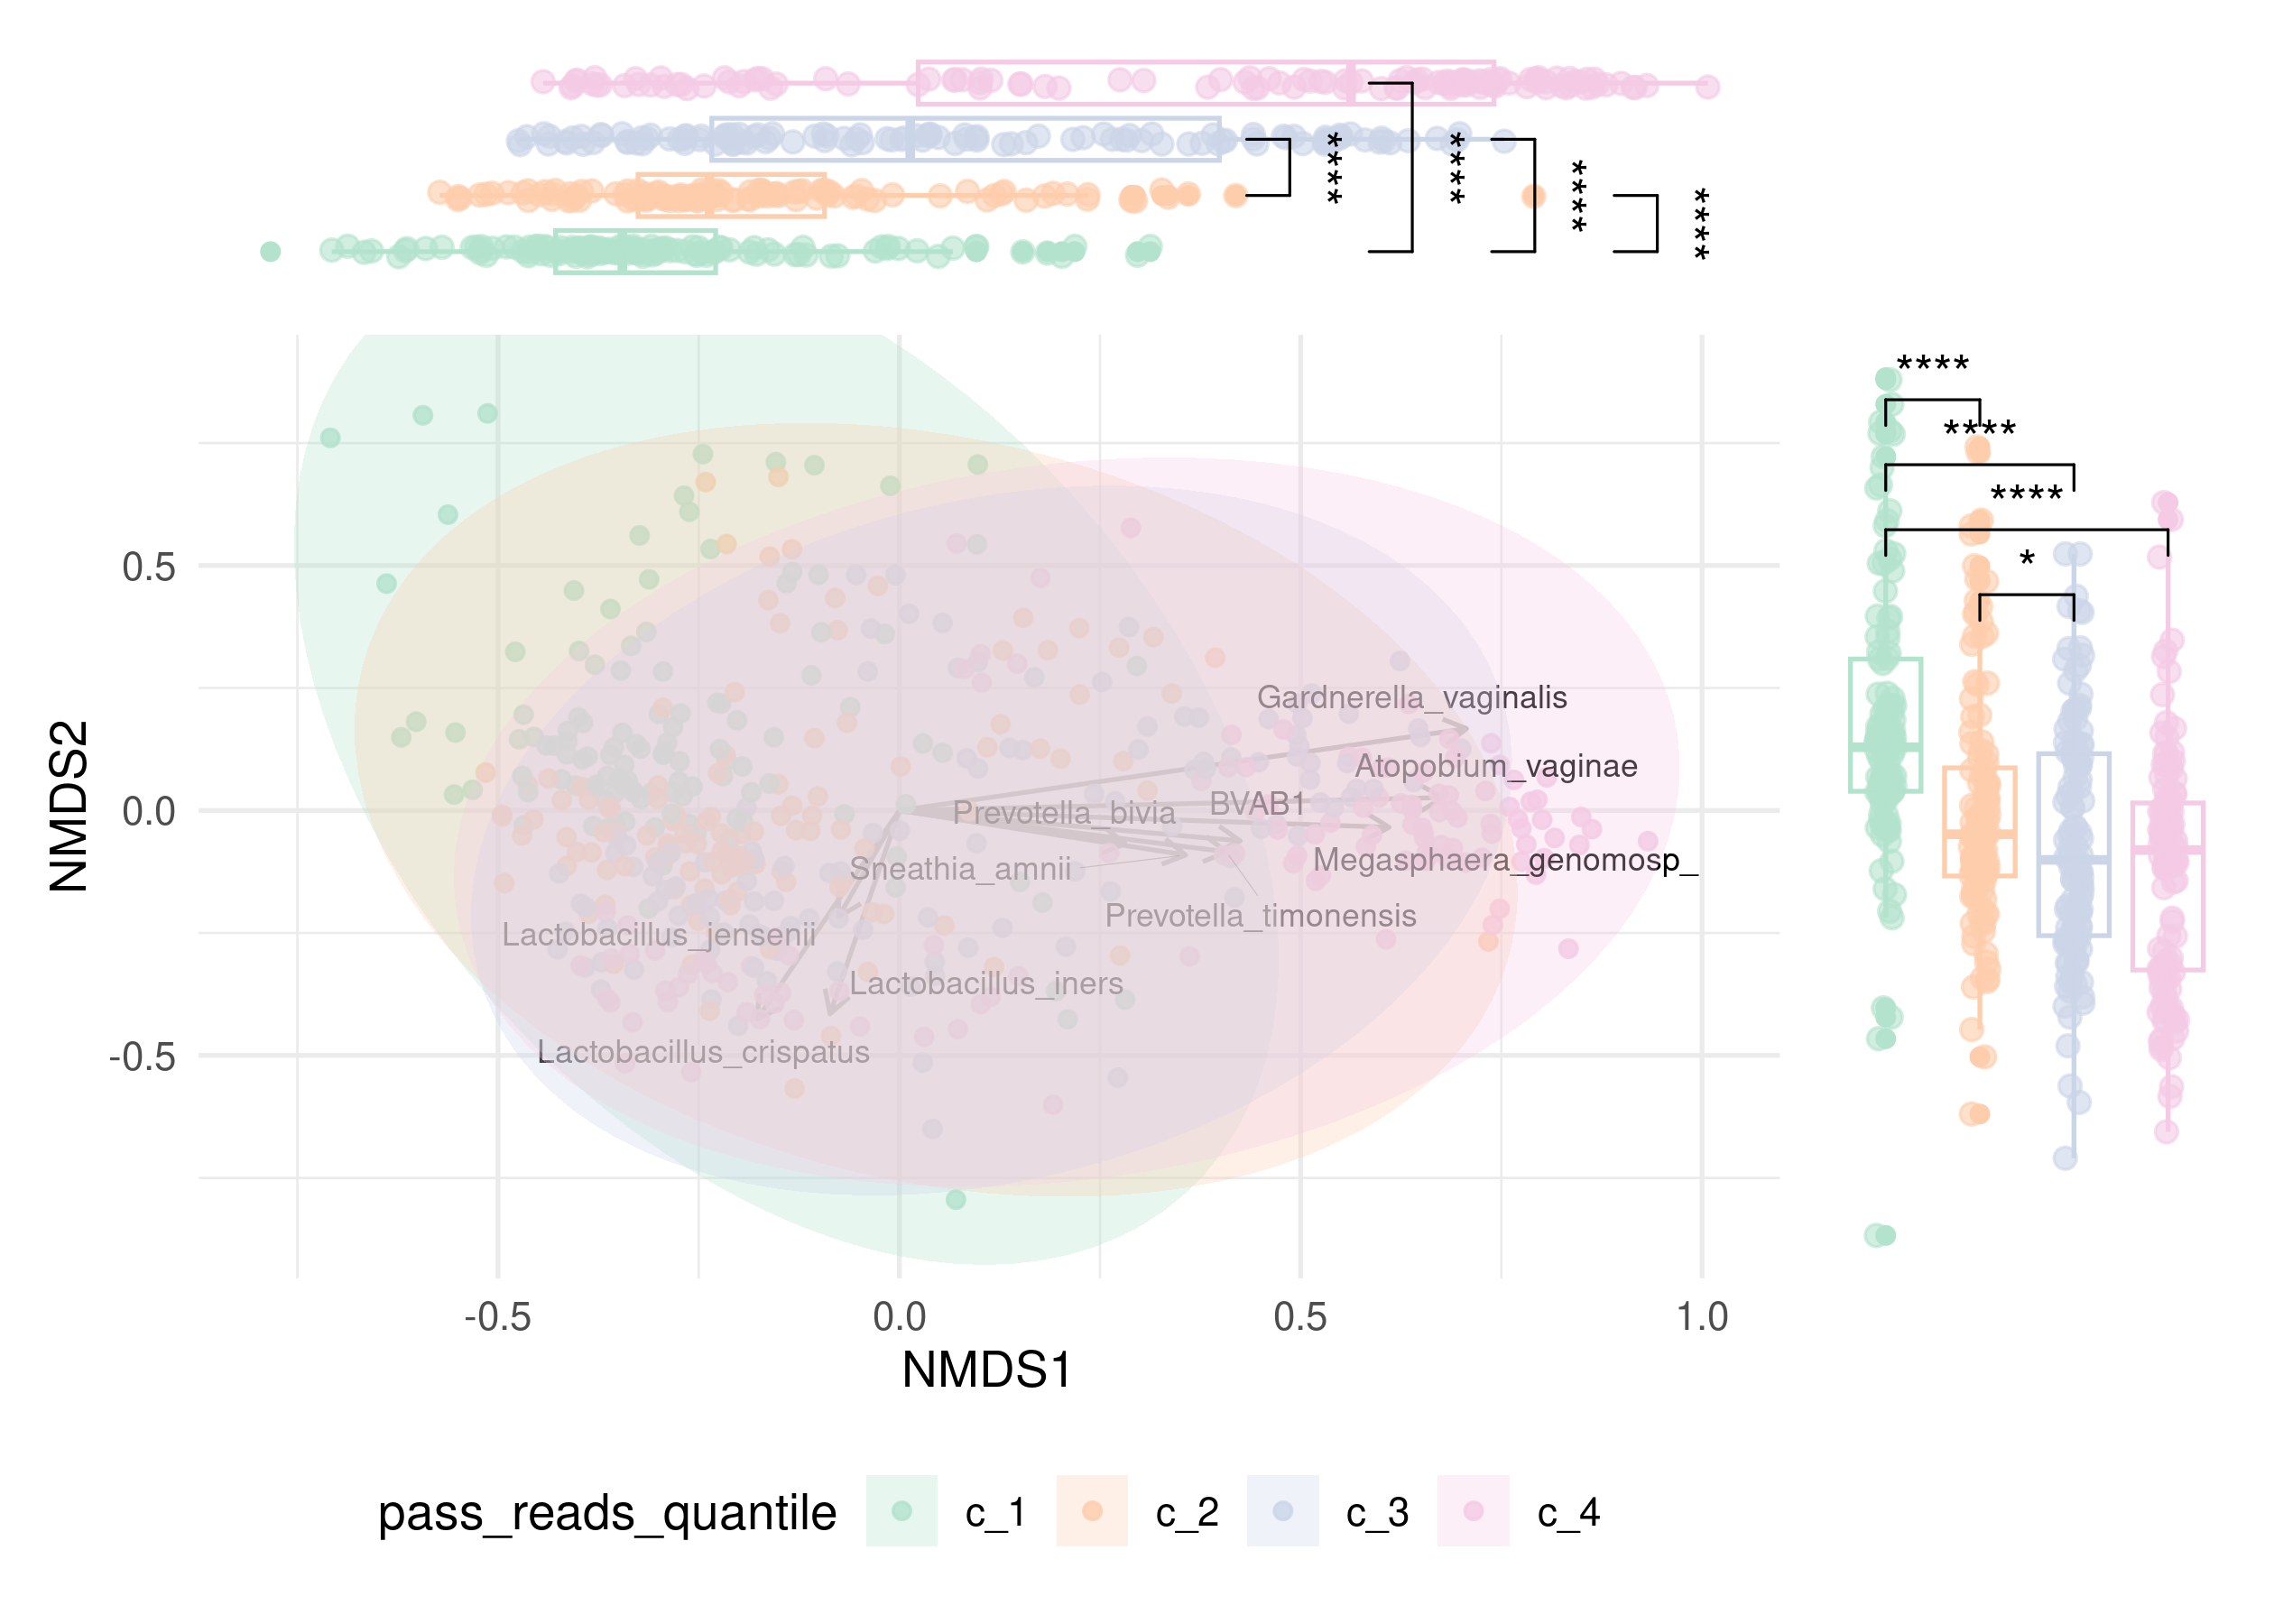 ****
****
****
****
****
****
****
*
NMDS2
0.5
0.0
-0.5
Gardnerella_vaginalis
Atopobium_vaginae
BVAB1
Prevotella_bivia
Megasphaera_genomosp_
Sneathia_amnii
Prevotella_timonensis
Lactobacillus_jensenii
Lactobacillus_iners
Lactobacillus_crispatus
-0.5 0.0 0.5 1.0
NMDS1
pass_reads_quantile c_1 c_2 c_3 c_4